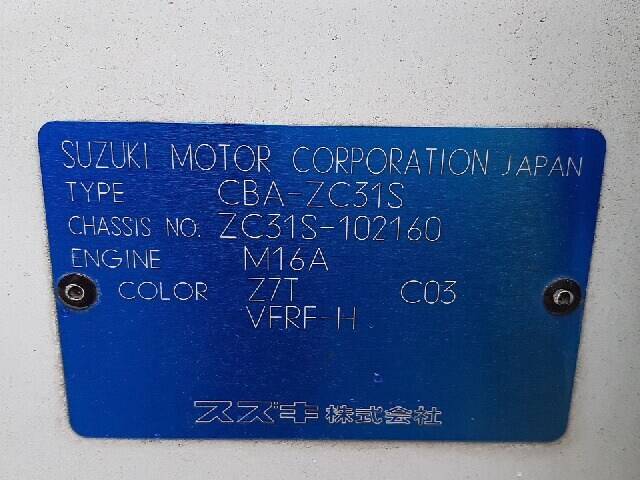 SUZUKI MOTOR CORPORATION JAPAN
TYPE CBA-ZC31S
CHASSIS NO. ZC31S-102160
ENGINE M16A
COLOR Z7T C03
VFRF-H
スズキ株式会社